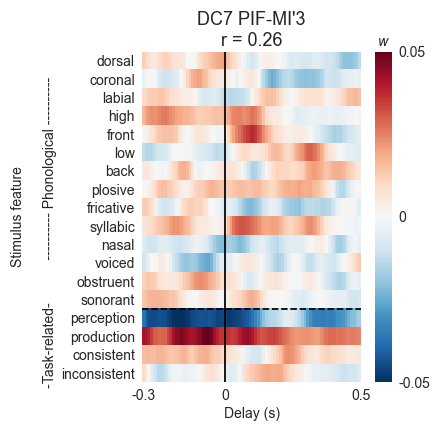 DC7 PIF-MI'3
r = 0.26
w
dorsal
coronal
labial
high
front
low
back
plosive
fricative
syllabic
nasal
voiced
obstruent
sonorant
perception
production
consistent
inconsistent
Stimulus feature
-Task-related- ---------- Phonological ----------
-0.3
0
0.5
Delay (s)
0.05
0
-0.05